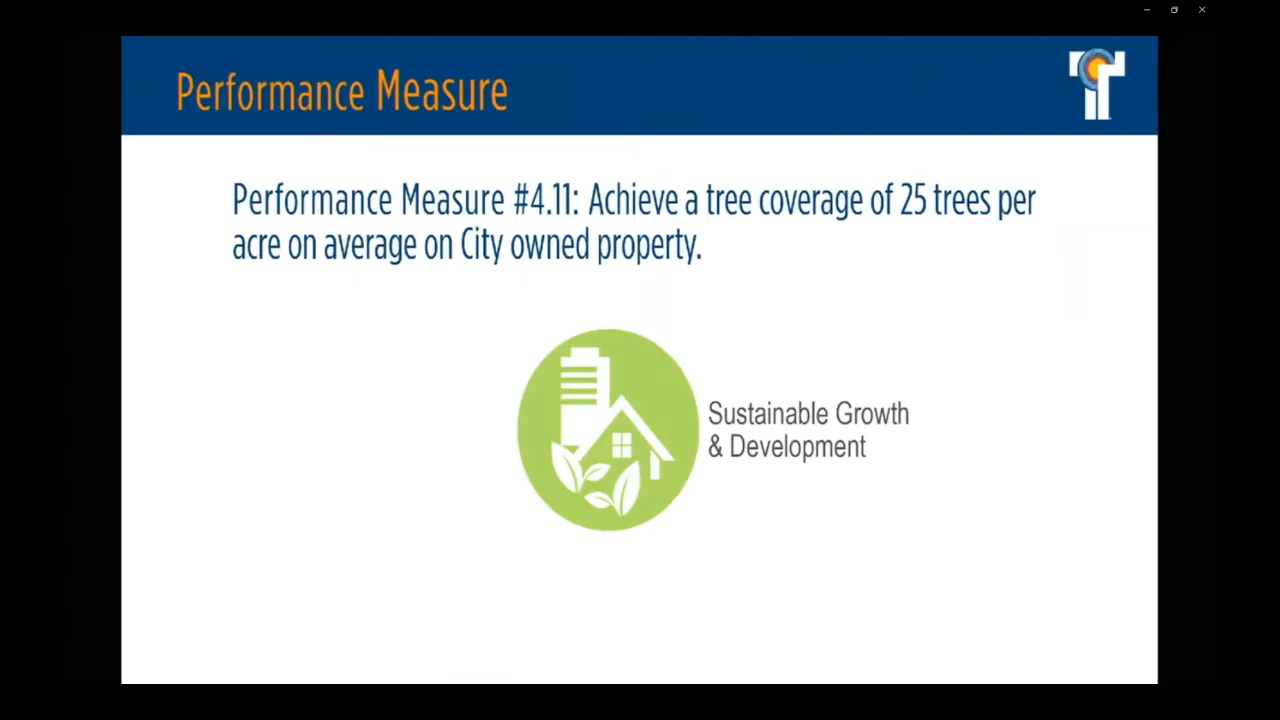 Performance Measure
Performance Measure #4.11: Achieve a tree coverage of 25 trees per
acre on average on City owned property.
Sustainable Growth
& Development